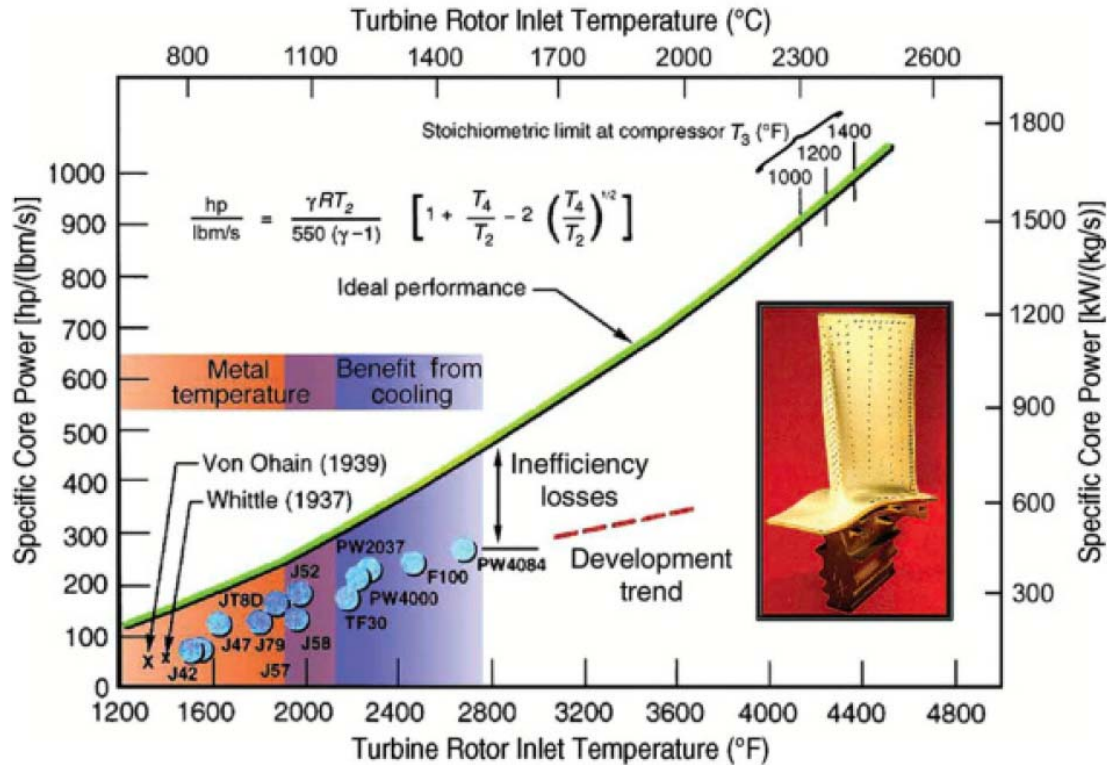 Turbine Rotor Inlet Temperature (°C)
800 1100 1400 1700 2000 2300 2600
Stoichiometric limit at compressor T3 (°F)
1000 1200 1400
hp / lbm/s = γRT2 / 550 (γ−1) [1 + T4/T2 − 2 (T4/T2)^1/2]
Ideal performance
Specific Core Power [hp/(lbm/s)]
1000
900
800
700
600
500
400
300
200
100
0
Specific Core Power [kW/(kg/s)]
1800
1500
1200
900
600
300
Metal
temperature
Benefit from
cooling
Von Ohain (1939)
Whittle (1937)
Inefficiency
losses
Development
trend
PW2037
J52
JT8D
F100
PW4084
PW4000
TF30
J42
J47
J79
J58
J57
x x
1200 1600 2000 2400 2800 3200 3600 4000 4400 4800
Turbine Rotor Inlet Temperature (°F)